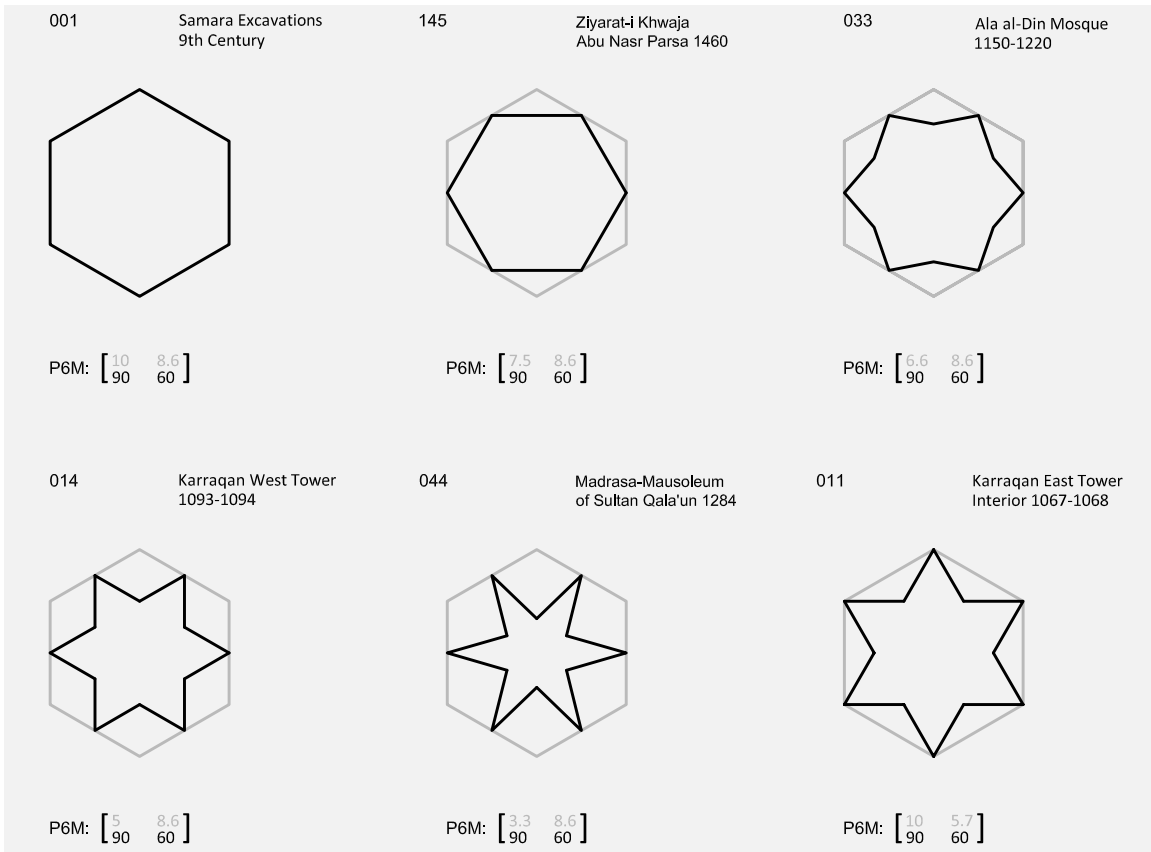 001
Samara Excavations
9th Century
145
Ziyarat-i Khwaja
Abu Nasr Parsa 1460
033
Ala al-Din Mosque
1150-1220
P6M: [10 8.6]
90 60
P6M: [7.5 8.6]
90 60
P6M: [6.6 8.6]
90 60
014
Karraqan West Tower
1093-1094
044
Madrasa-Mausoleum
of Sultan Qala'un 1284
011
Karraqan East Tower
Interior 1067-1068
P6M: [5 8.6]
90 60
P6M: [3.3 8.6]
90 60
P6M: [10 5.7]
90 60